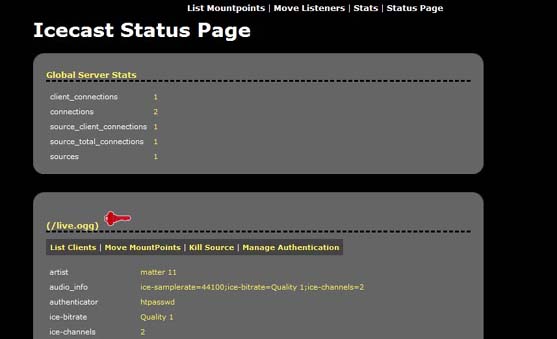 List Mountpoints | Move Listeners | Stats | Status Page
Icecast Status Page
Global Server Stats
client_connections 1
connections 2
source_client_connections 1
source_total_connections 1
sources 1
(/live.ogg)
List Clients | Move MountPoints | Kill Source | Manage Authentication
artist matter 11
audio_info ice-samplerate=44100;ice-bitrate=Quality 1;ice-channels=2
authenticator htpasswd
ice-bitrate Quality 1
ice-channels 2